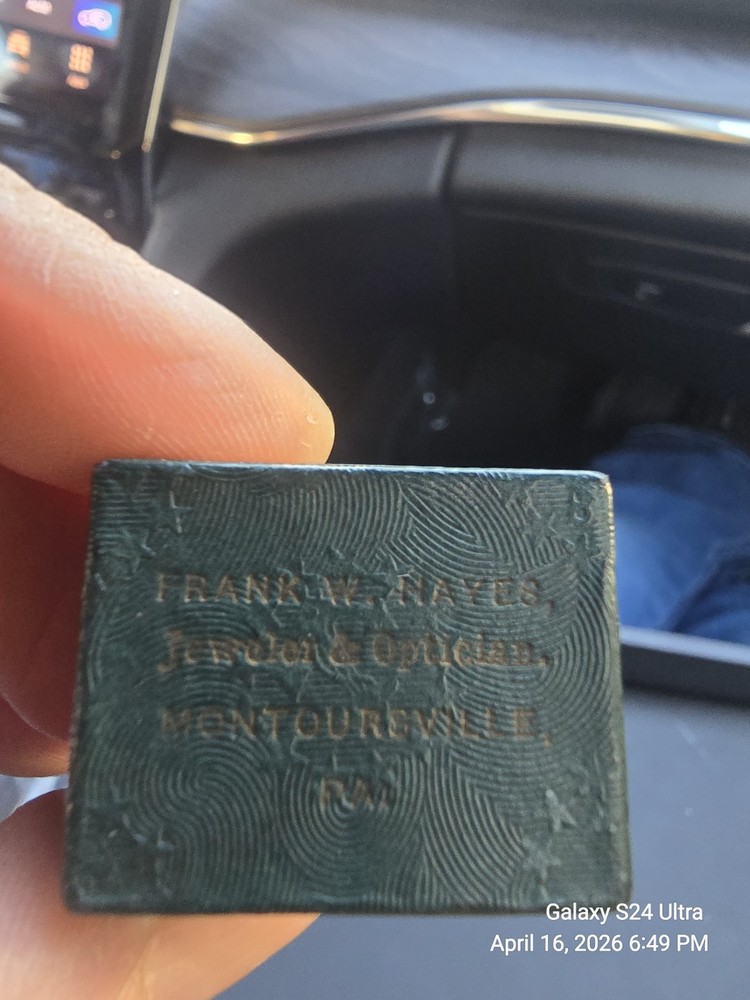 FRANK W. HAYES,
Jeweler & Optician,
MONTOURSVILLE,
PA.
Galaxy S24 Ultra
April 16, 2026 6:49 PM